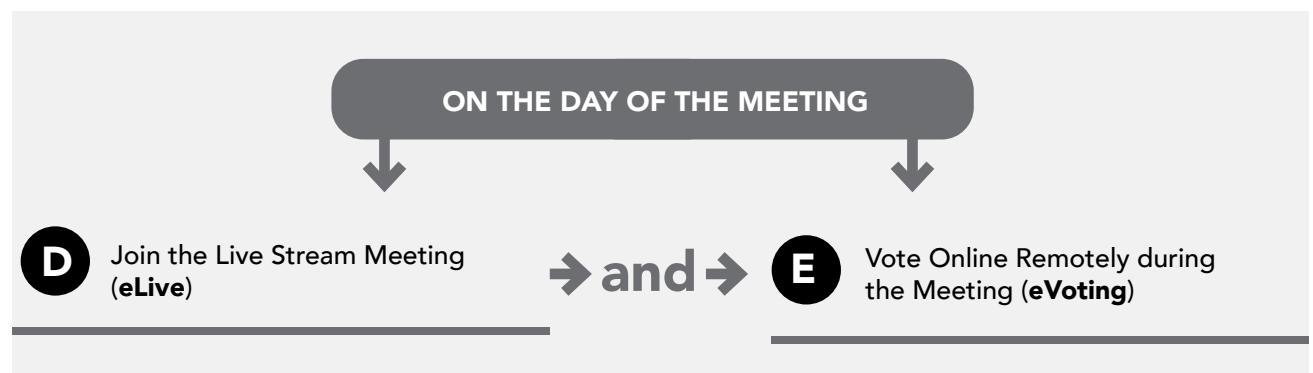 ON THE DAY OF THE MEETING
D
Join the Live Stream Meeting
(eLive)
and
E
Vote Online Remotely during
the Meeting (eVoting)